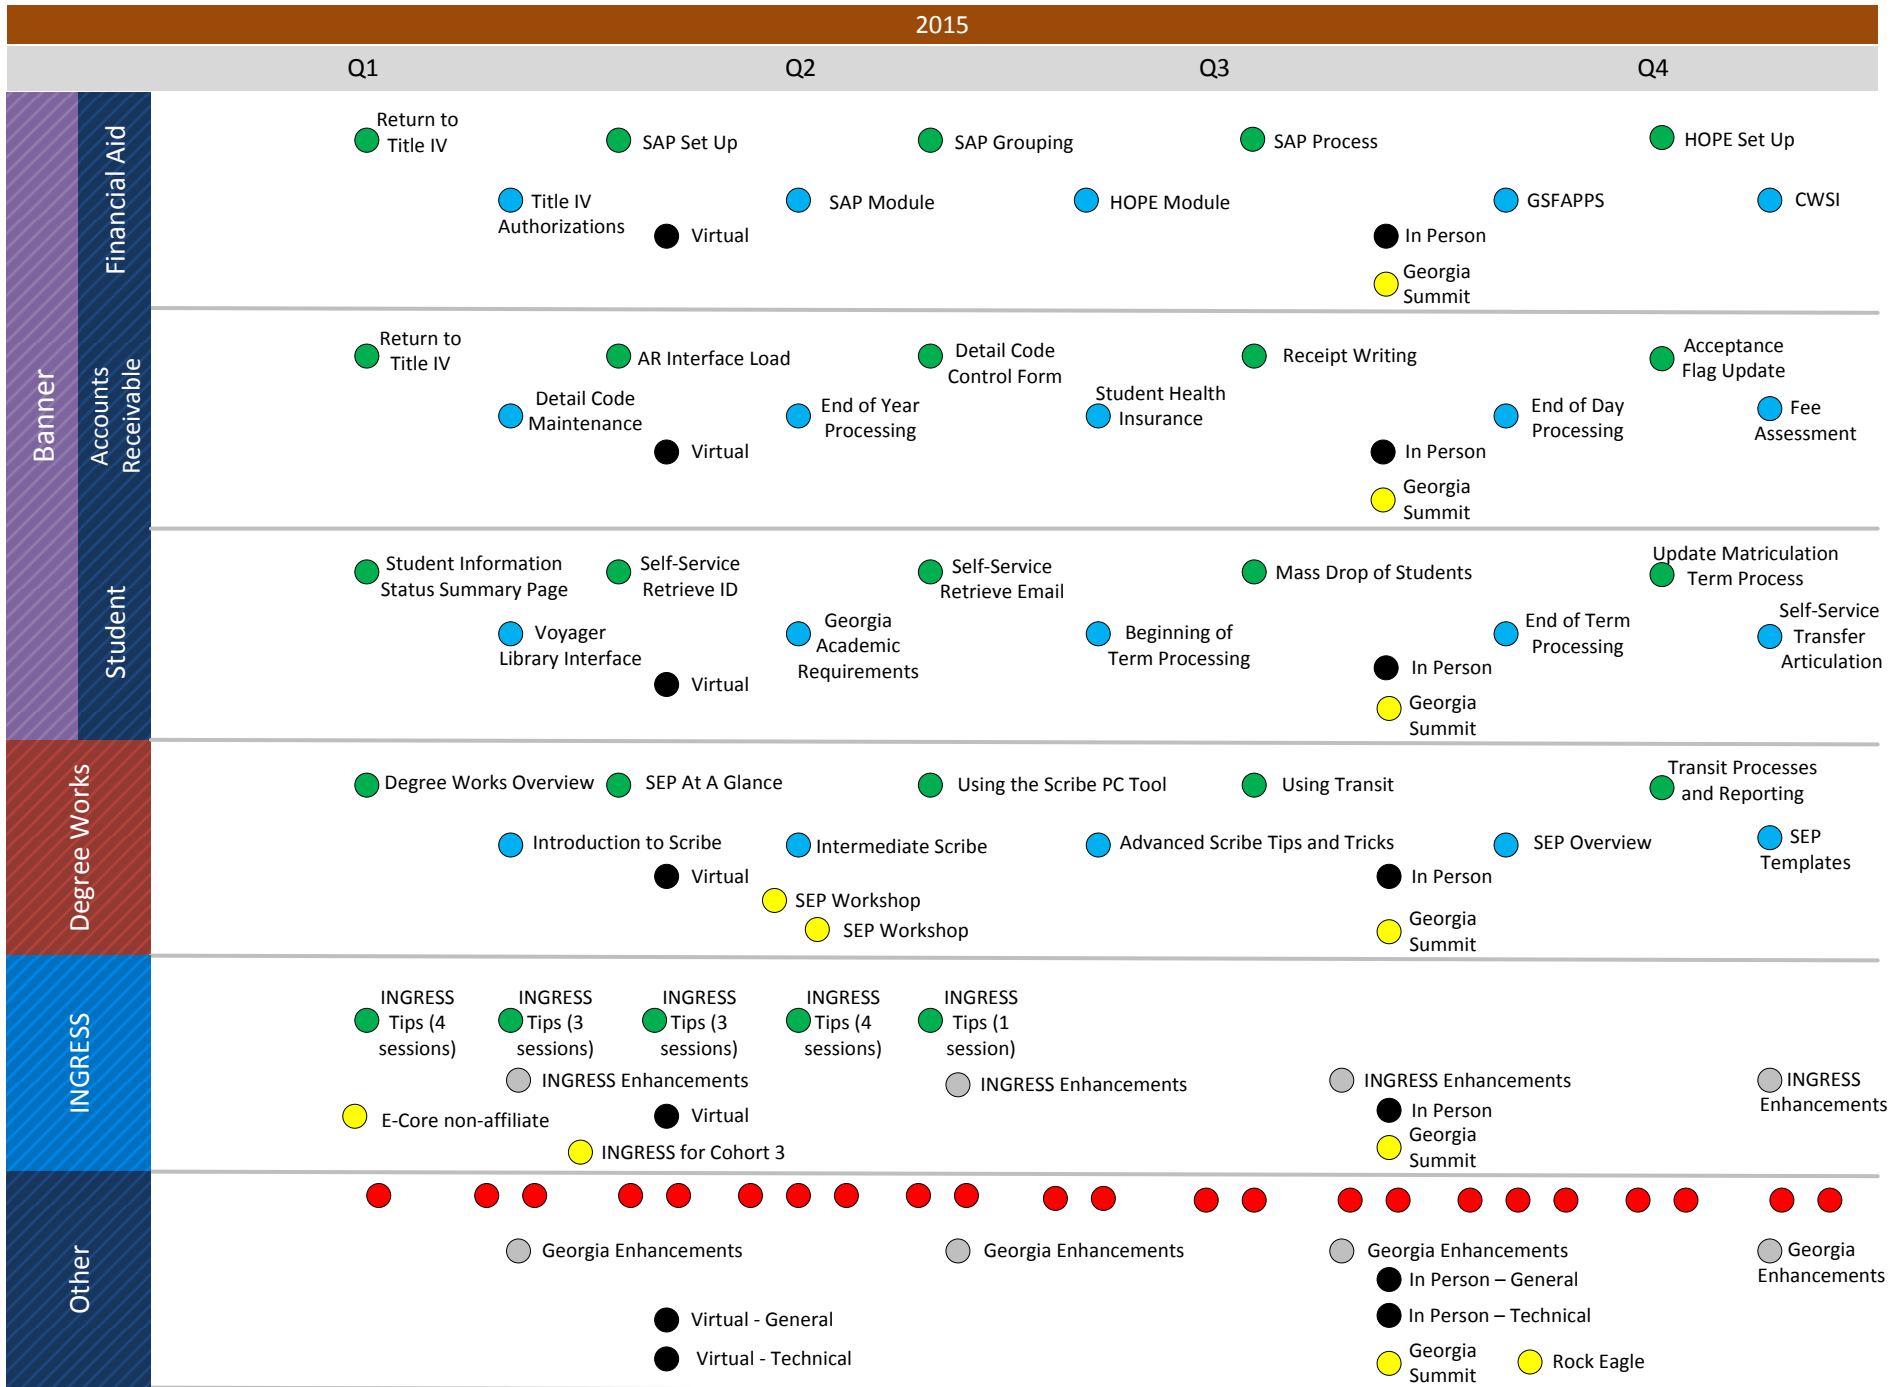 2015
Q1
Q2
Q3
Q4
Banner
Financial Aid
Return to
Title IV
SAP Set Up
SAP Grouping
SAP Process
HOPE Set Up
Title IV
Authorizations
SAP Module
HOPE Module
GSFAPPS
CWSI
Virtual
In Person
Georgia
Summit
Accounts
Receivable
Return to
Title IV
AR Interface Load
Detail Code
Control Form
Receipt Writing
Acceptance
Flag Update
Detail Code
Maintenance
End of Year
Processing
Student Health
Insurance
End of Day
Processing
Fee
Assessment
Virtual
In Person
Georgia
Summit
Student
Student Information
Status Summary Page
Self-Service
Retrieve ID
Self-Service
Retrieve Email
Mass Drop of Students
Update Matriculation
Term Process
Voyager
Library Interface
Georgia
Academic
Requirements
Beginning of
Term Processing
End of Term
Processing
Self-Service
Transfer
Articulation
Virtual
In Person
Georgia
Summit
Degree Works
Degree Works Overview
SEP At A Glance
Using the Scribe PC Tool
Using Transit
Transit Processes
and Reporting
Introduction to Scribe
Intermediate Scribe
Advanced Scribe Tips and Tricks
SEP Overview
SEP
Templates
Virtual
In Person
SEP Workshop
SEP Workshop
Georgia
Summit
INGRESS
INGRESS
Tips (4
sessions)
INGRESS
Tips (3
sessions)
INGRESS
Tips (3
sessions)
INGRESS
Tips (4
sessions)
INGRESS
Tips (1
session)
INGRESS Enhancements
INGRESS Enhancements
INGRESS Enhancements
INGRESS
Enhancements
E-Core non-affiliate
Virtual
In Person
INGRESS for Cohort 3
Georgia
Summit
Other
Georgia Enhancements
Georgia Enhancements
Georgia Enhancements
Georgia
Enhancements
In Person – General
Virtual - General
In Person – Technical
Virtual - Technical
Georgia
Summit
Rock Eagle